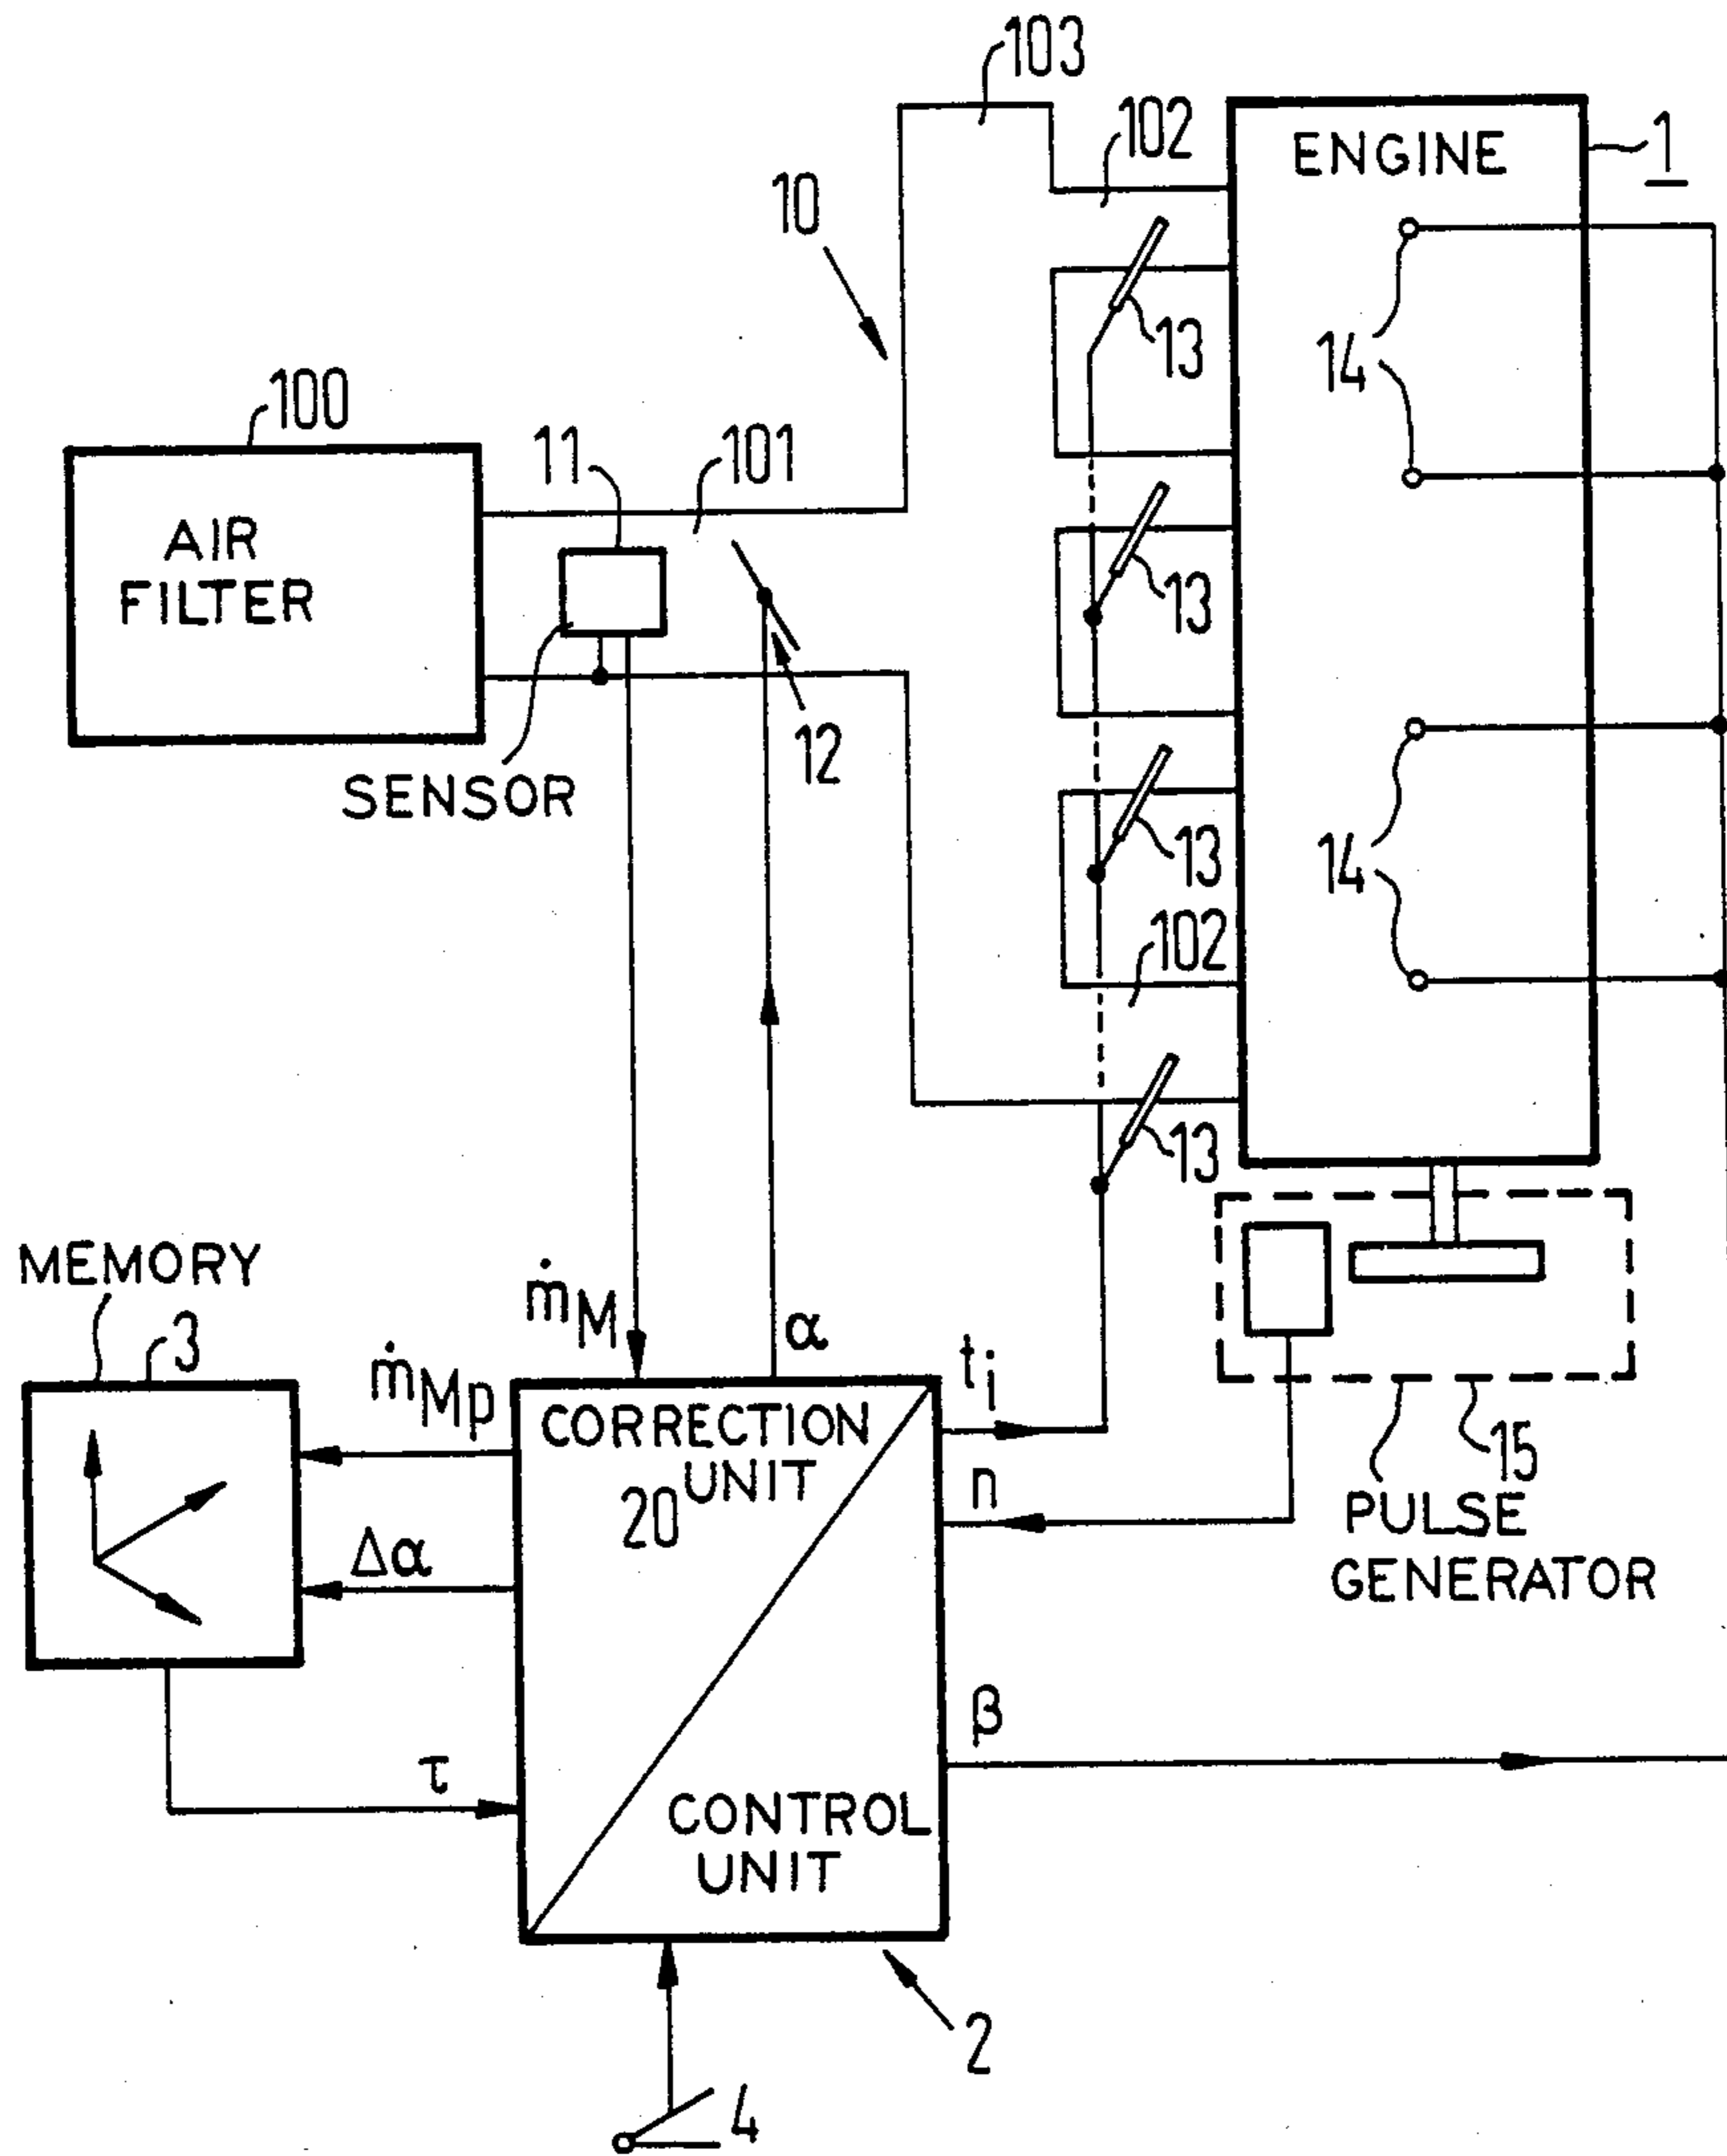 103
102
ENGINE
1
10
13
14
100
11
101
AIR
FILTER
13
12
SENSOR
13
14
102
13
MEMORY
3
ṁMp
ṁM
α
ti
CORRECTION
UNIT
20
n
15
PULSE
GENERATOR
Δα
β
τ
CONTROL
UNIT
2
4